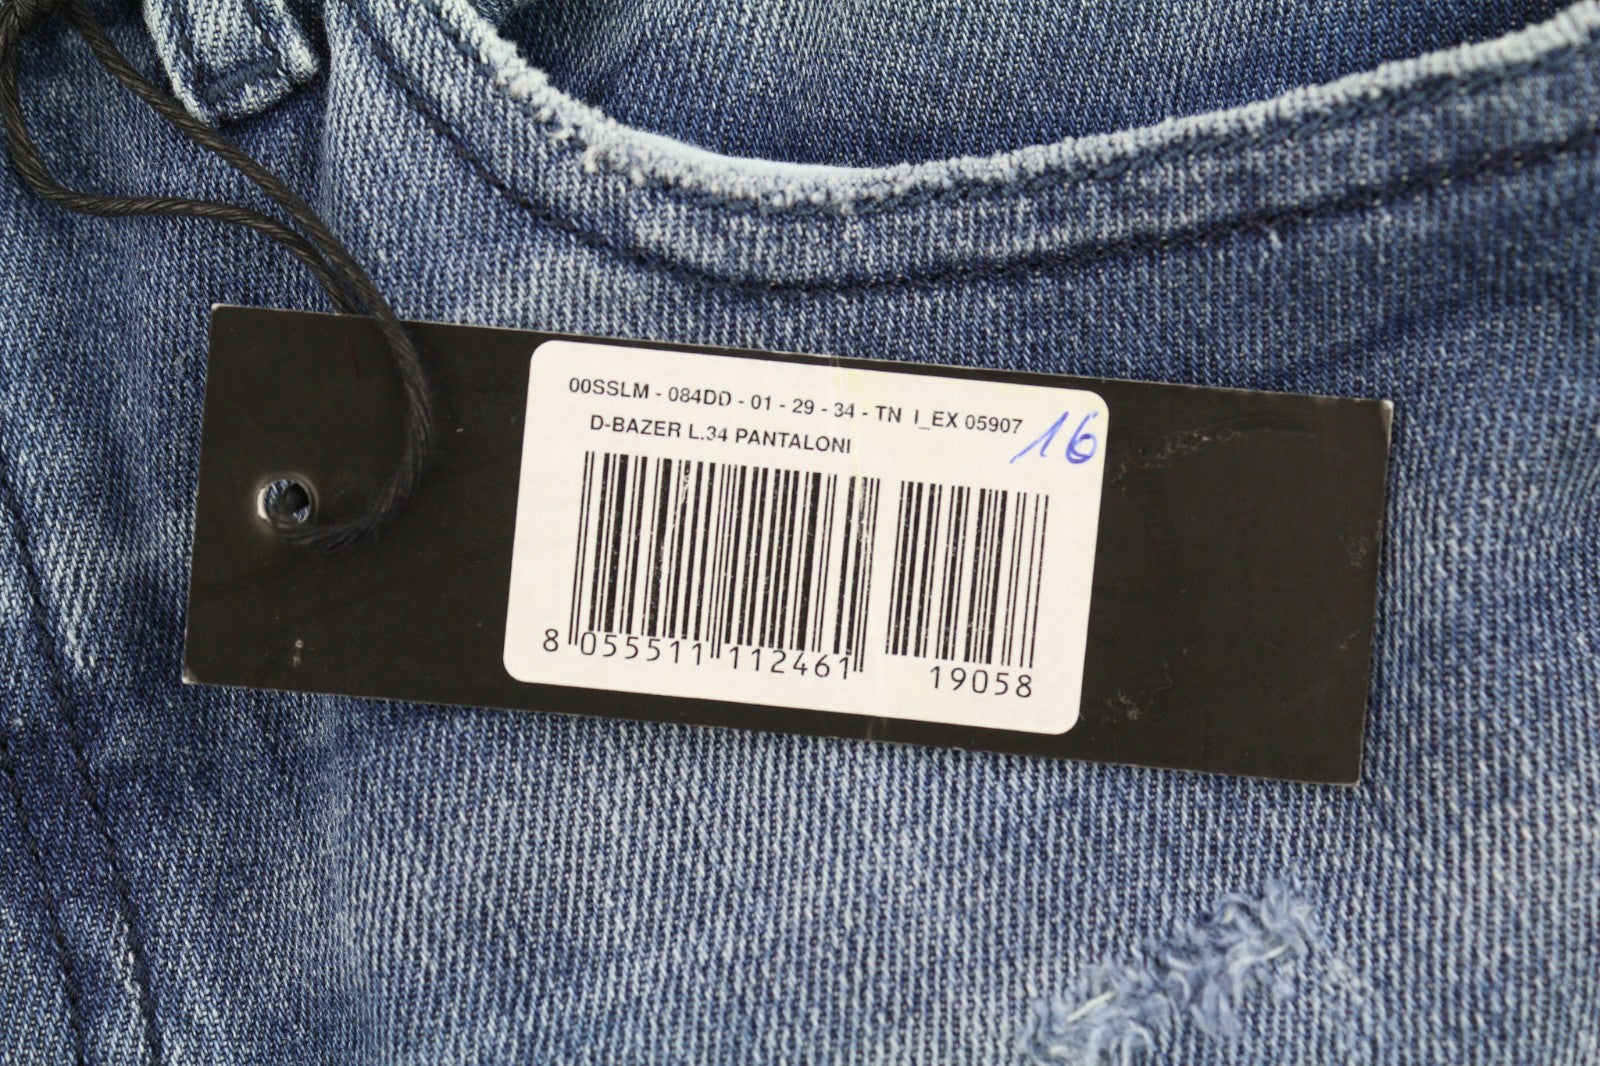 00SSLM - 084DD - 01 - 29 - 34 - TN I_EX 05907
D-BAZER L.34 PANTALONI
16
8 055511 112461
19058